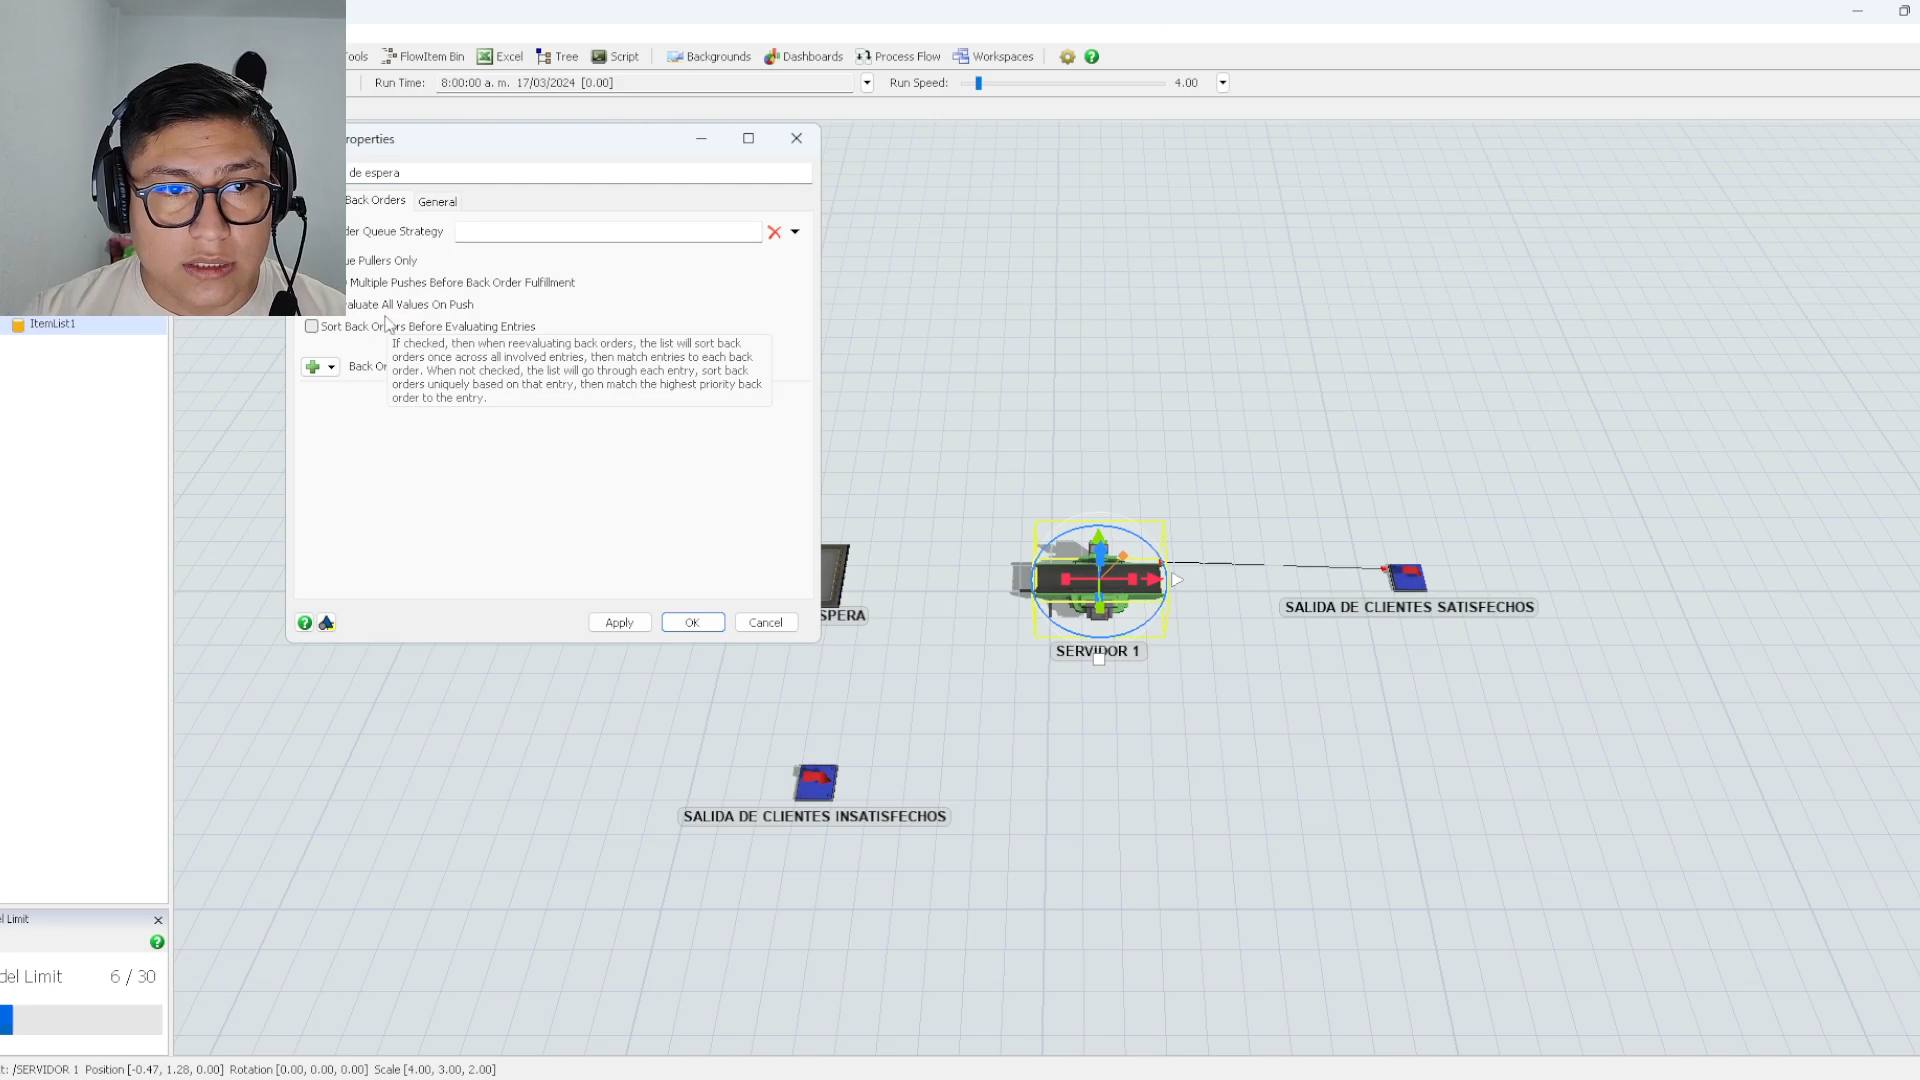 Tools FlowItem Bin Excel Tree Script Backgrounds Dashboards Process Flow Workspaces
Run Time: 8:00:00 a. m. 17/03/2024 [0.00] Run Speed: 4.00
roperties
de espera
Back Orders General
der Queue Strategy
ue Pullers Only
Multiple Pushes Before Back Order Fulfillment
aluate All Values On Push
Sort Back Orders Before Evaluating Entries
If checked, then when reevaluating back orders, the list will sort back
orders once across all involved entries, then match entries to each back
order. When not checked, the list will go through each entry, sort back
orders uniquely based on that entry, then match the highest priority back
order to the entry.
Back Or
Apply OK Cancel
ItemList1
SPERA
SERVIDOR 1
SALIDA DE CLIENTES SATISFECHOS
SALIDA DE CLIENTES INSATISFECHOS
el Limit
del Limit 6 / 30
t: /SERVIDOR 1 Position [-0.47, 1.28, 0.00] Rotation [0.00, 0.00, 0.00] Scale [4.00, 3.00, 2.00]